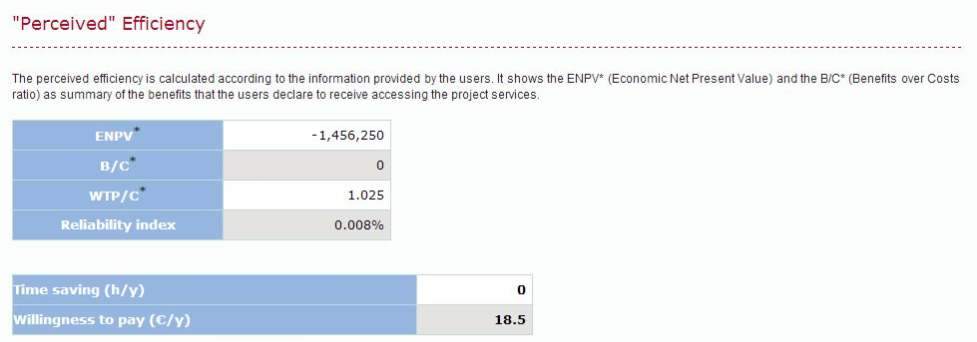 "Perceived" Efficiency
The perceived efficiency is calculated according to the information provided by the users. It shows the ENPV* (Economic Net Present Value) and the B/C* (Benefits over Costs
ratio) as summary of the benefits that the users declare to receive accessing the project services.
ENPV* -1,456,250
B/C* 0
WTP/C* 1.025
Reliability index 0.008%
Time saving (h/y) 0
Willingness to pay (€/y) 18.5